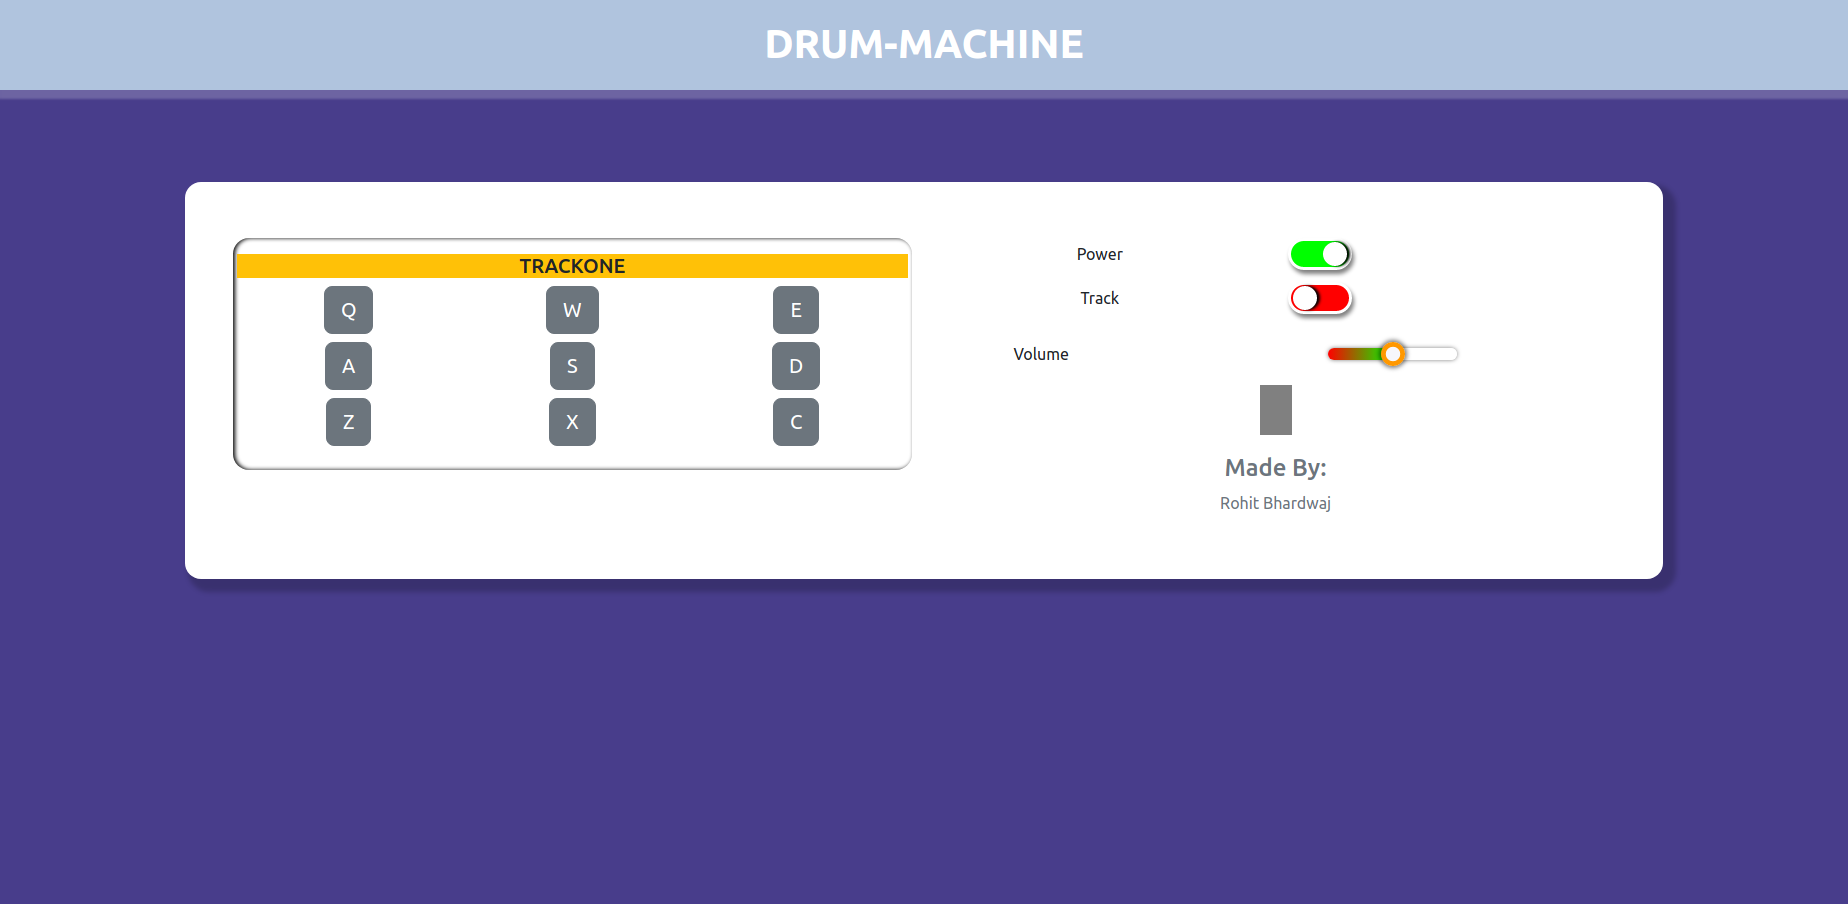 DRUM-MACHINE
TRACKONE
Q W E
A S D
Z X C
Power
Track
Volume
Made By:
Rohit Bhardwaj